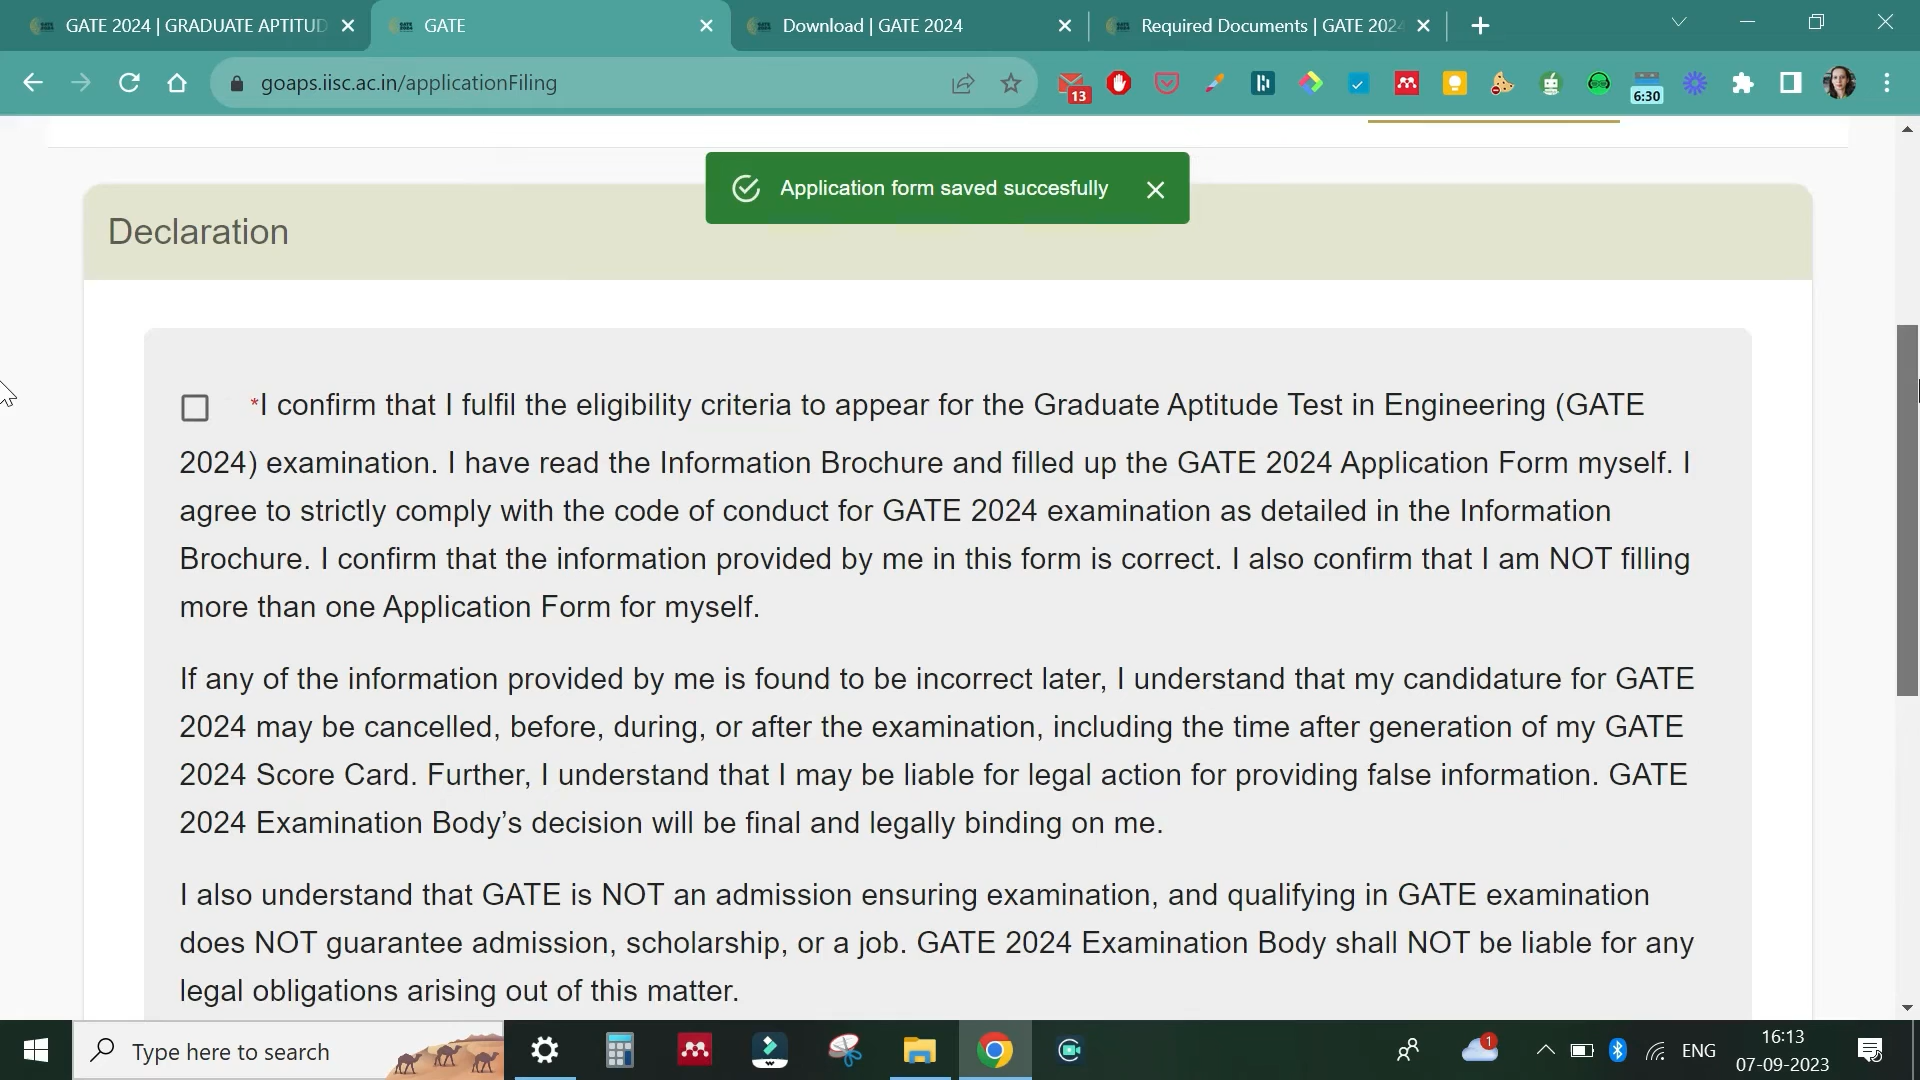 GATE 2024 | GRADUATE APTITUD
GATE
Download | GATE 2024
Required Documents | GATE 2024
goaps.iisc.ac.in/applicationFiling
13
6:30
Application form saved succesfully
Declaration
*I confirm that I fulfil the eligibility criteria to appear for the Graduate Aptitude Test in Engineering (GATE
2024) examination. I have read the Information Brochure and filled up the GATE 2024 Application Form myself. I
agree to strictly comply with the code of conduct for GATE 2024 examination as detailed in the Information
Brochure. I confirm that the information provided by me in this form is correct. I also confirm that I am NOT filling
more than one Application Form for myself.
If any of the information provided by me is found to be incorrect later, I understand that my candidature for GATE
2024 may be cancelled, before, during, or after the examination, including the time after generation of my GATE
2024 Score Card. Further, I understand that I may be liable for legal action for providing false information. GATE
2024 Examination Body’s decision will be final and legally binding on me.
I also understand that GATE is NOT an admission ensuring examination, and qualifying in GATE examination
does NOT guarantee admission, scholarship, or a job. GATE 2024 Examination Body shall NOT be liable for any
legal obligations arising out of this matter.
Type here to search
1
ENG
16:13
07-09-2023